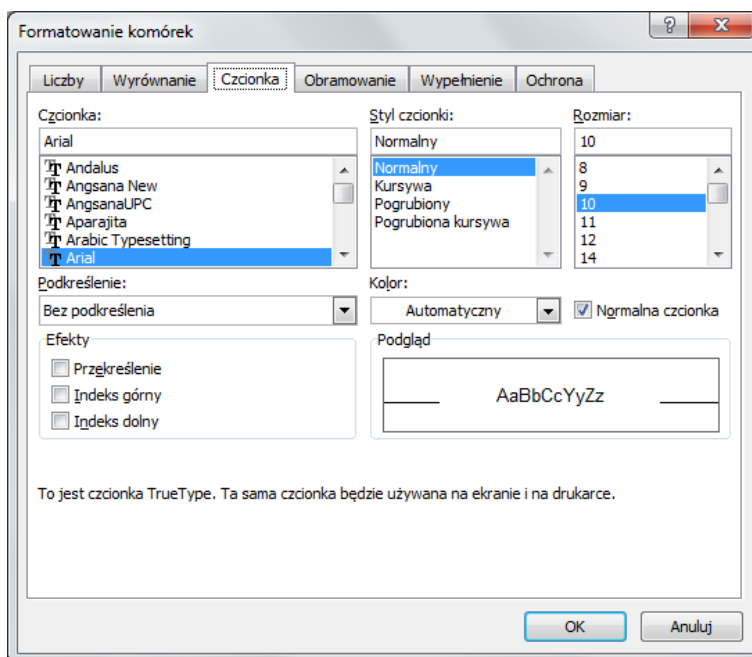 Formatowanie komórek
Liczby Wyrównanie Czcionka Obramowanie Wypełnienie Ochrona
Czcionka: Styl czcionki: Rozmiar:
Arial Normalny 10
Andalus Normalny 8
Angsana New Kursywa 9
AngsanaUPC Pogrubiony 10
Aparajita Pogrubiona kursywa 11
Arabic Typesetting 12
Arial 14
Podkreślenie: Kolor:
Bez podkreślenia Automatyczny Normalna czcionka
Efekty Podgląd
Przekreślenie
Indeks górny AaBbCcYyZz
Indeks dolny
To jest czcionka TrueType. Ta sama czcionka będzie używana na ekranie i na drukarce.
OK Anuluj